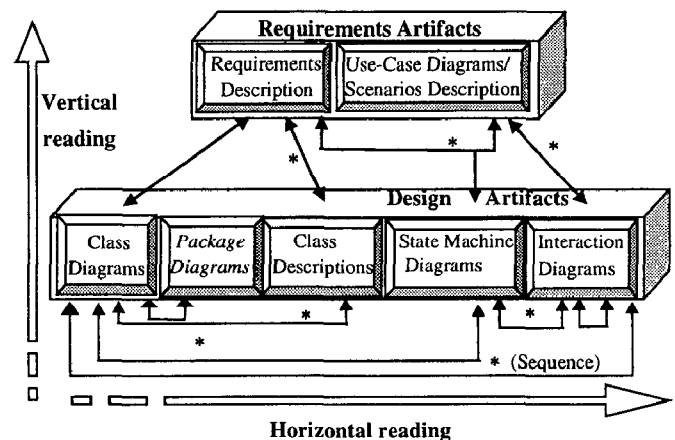 Requirements Artifacts
Requirements
Description
Use-Case Diagrams/
Scenarios Description
Vertical
reading
*
*
*
Design Artifacts
Class
Diagrams
Package
Diagrams
Class
Descriptions
State Machine
Diagrams
Interaction
Diagrams
*
*
*
* (Sequence)
Horizontal reading